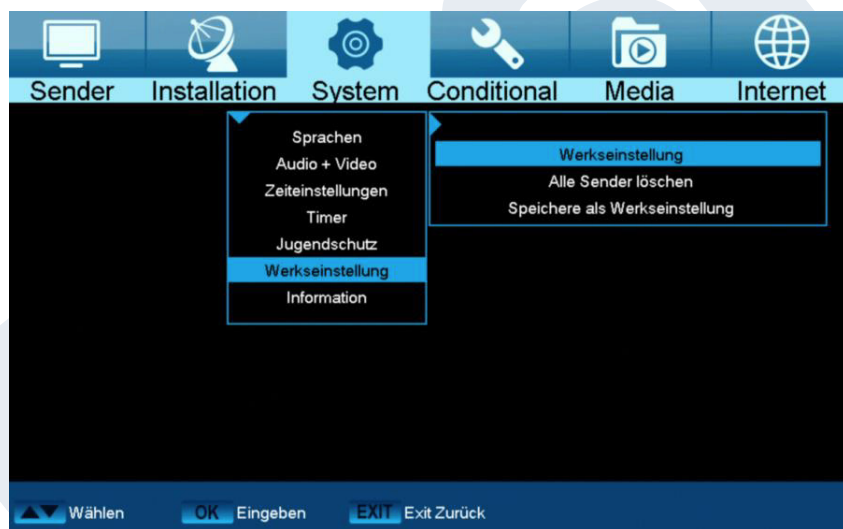 Sender Installation System Conditional Media Internet
Sprachen
Audio + Video
Zeiteinstellungen
Timer
Jugendschutz
Werkseinstellung
Information
Werkseinstellung
Alle Sender löschen
Speichere als Werkseinstellung
Wählen OK Eingeben EXIT Exit Zurück